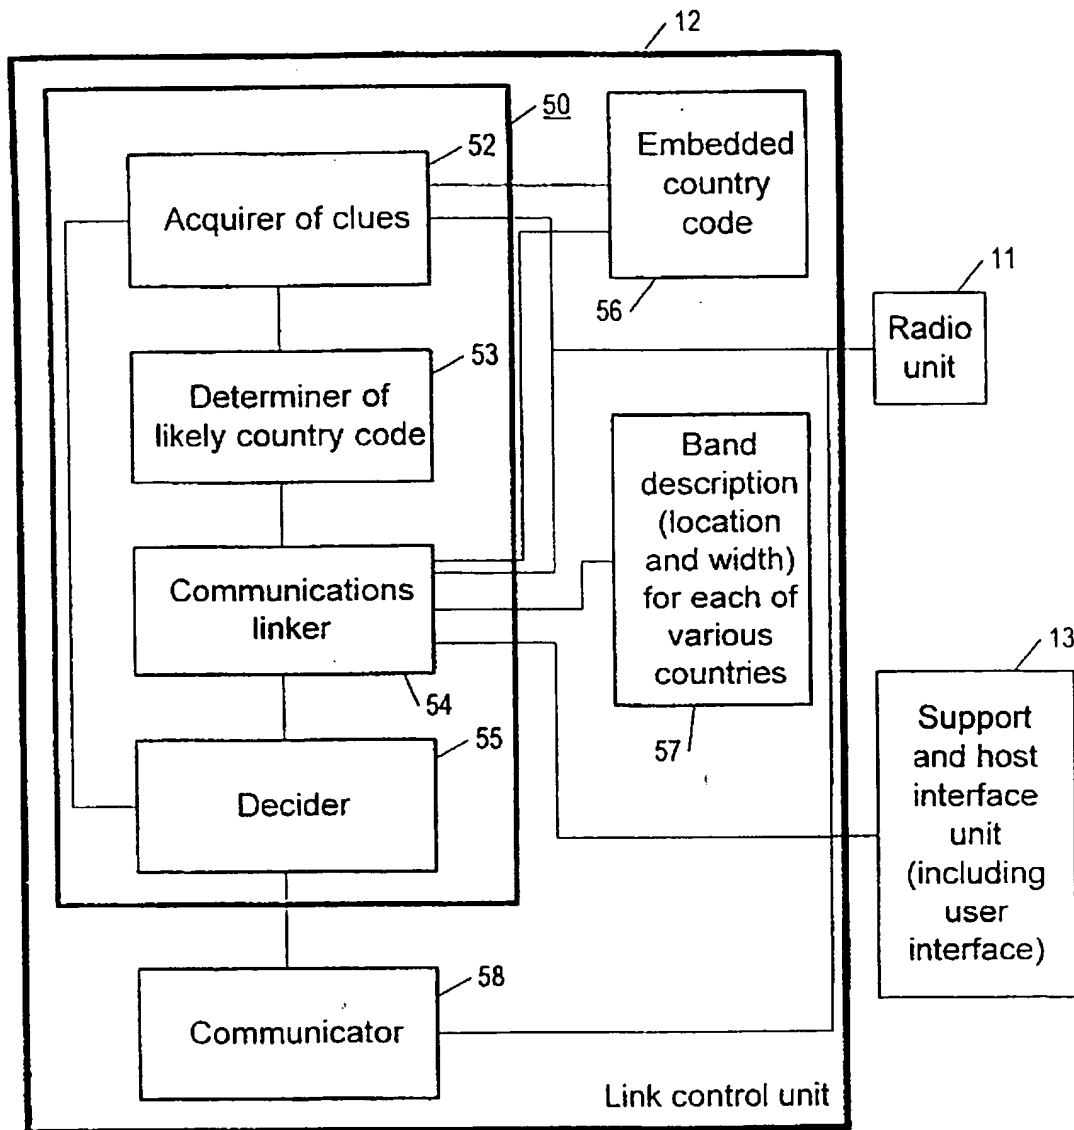 12
50
52
Acquirer of clues
Embedded
country
code
56
11
Radio
unit
53
Determiner of
likely country code
Band
description
(location
and width)
for each of
various
countries
57
Communications
linker
54
13
Support
and host
interface
unit
(including
user
interface)
55
Decider
58
Communicator
Link control unit